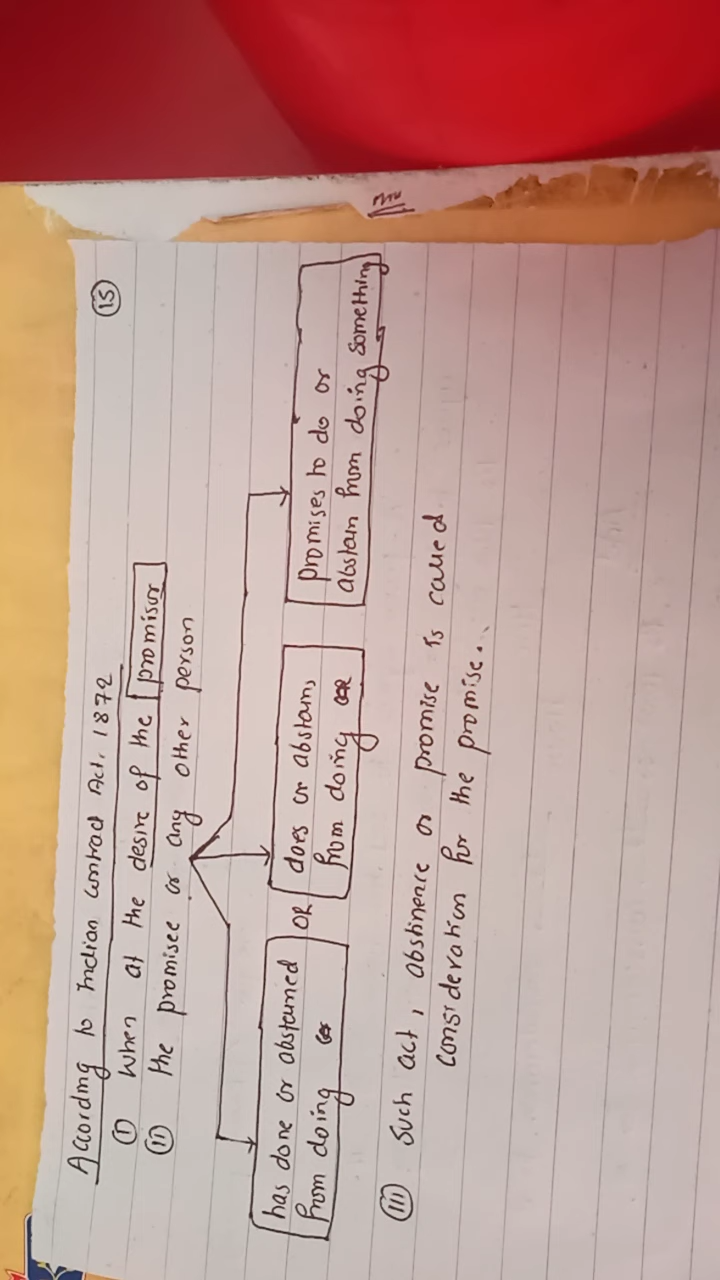 15
According to Indian Contract Act, 1872
(i) When at the desire of the promisor
(ii) the promisee or any other person
has done or abstained
from doing or
OR
does or abstains
from doing OR
promises to do or
abstain from doing something
(iii) Such act, abstinence or promise is called
consideration for the promise.